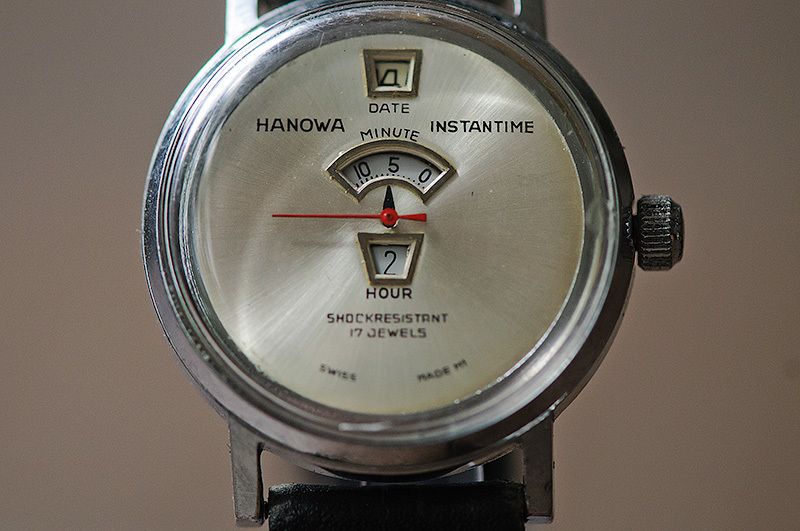 DATE
HANOWA INSTANTIME
MINUTE
10 5 0
2
HOUR
SHOCKRESISTANT
17 JEWELS
SWISS MADE